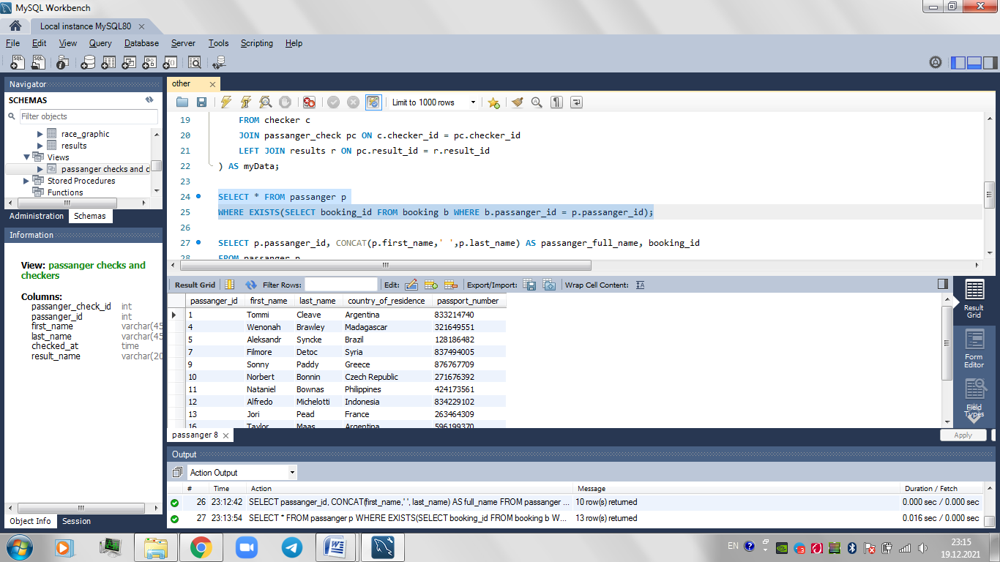 MySQL Workbench
Local instance MySQL80
File Edit View Query Database Server Tools Scripting Help
Navigator
SCHEMAS
Filter objects
race_graphic
results
Views
passanger checks and c
Stored Procedures
Functions
Administration Schemas
Information
View: passanger checks and
checkers
Columns:
passanger_check_id int
passanger_id int
first_name varchar(45
last_name varchar(45
checked_at time
result_name varchar(20
Object Info Session
other
Limit to 1000 rows
19 FROM checker c
20 JOIN passanger_check pc ON c.checker_id = pc.checker_id
21 LEFT JOIN results r ON pc.result_id = r.result_id
22 ) AS myData;
23
24 SELECT * FROM passanger p
25 WHERE EXISTS(SELECT booking_id FROM booking b WHERE b.passanger_id = p.passanger_id);
26
27 SELECT p.passanger_id, CONCAT(p.first_name,' ',p.last_name) AS passanger_full_name, booking_id
28 FROM passanger p
Result Grid Filter Rows: Edit: Export/Import: Wrap Cell Content:
passanger_id first_name last_name country_of_residence passport_number
1 Tommi Cleave Argentina 833214740
4 Wenonah Brawley Madagascar 321649551
5 Aleksandr Syncke Brazil 128186482
7 Filmore Detoc Syria 837494005
9 Sonny Paddy Greece 876767709
10 Norbert Bonnin Czech Republic 271676392
11 Nataniel Bownas Philippines 424173561
12 Alfredo Michelotti Indonesia 834229102
13 Jori Pead France 263464309
16 Taylor Maas Argentina 596199370
Result
Grid
Form
Editor
Field
Types
passanger 8
Apply
Output
Action Output
# Time Action Message Duration / Fetch
26 23:12:42 SELECT passanger_id, CONCAT(first_name,' ', last_name) AS full_name FROM passanger ... 10 row(s) returned 0.000 sec / 0.000 sec
27 23:13:54 SELECT * FROM passanger p WHERE EXISTS(SELECT booking_id FROM booking b W... 13 row(s) returned 0.016 sec / 0.000 sec
EN
23:15
19.12.2021